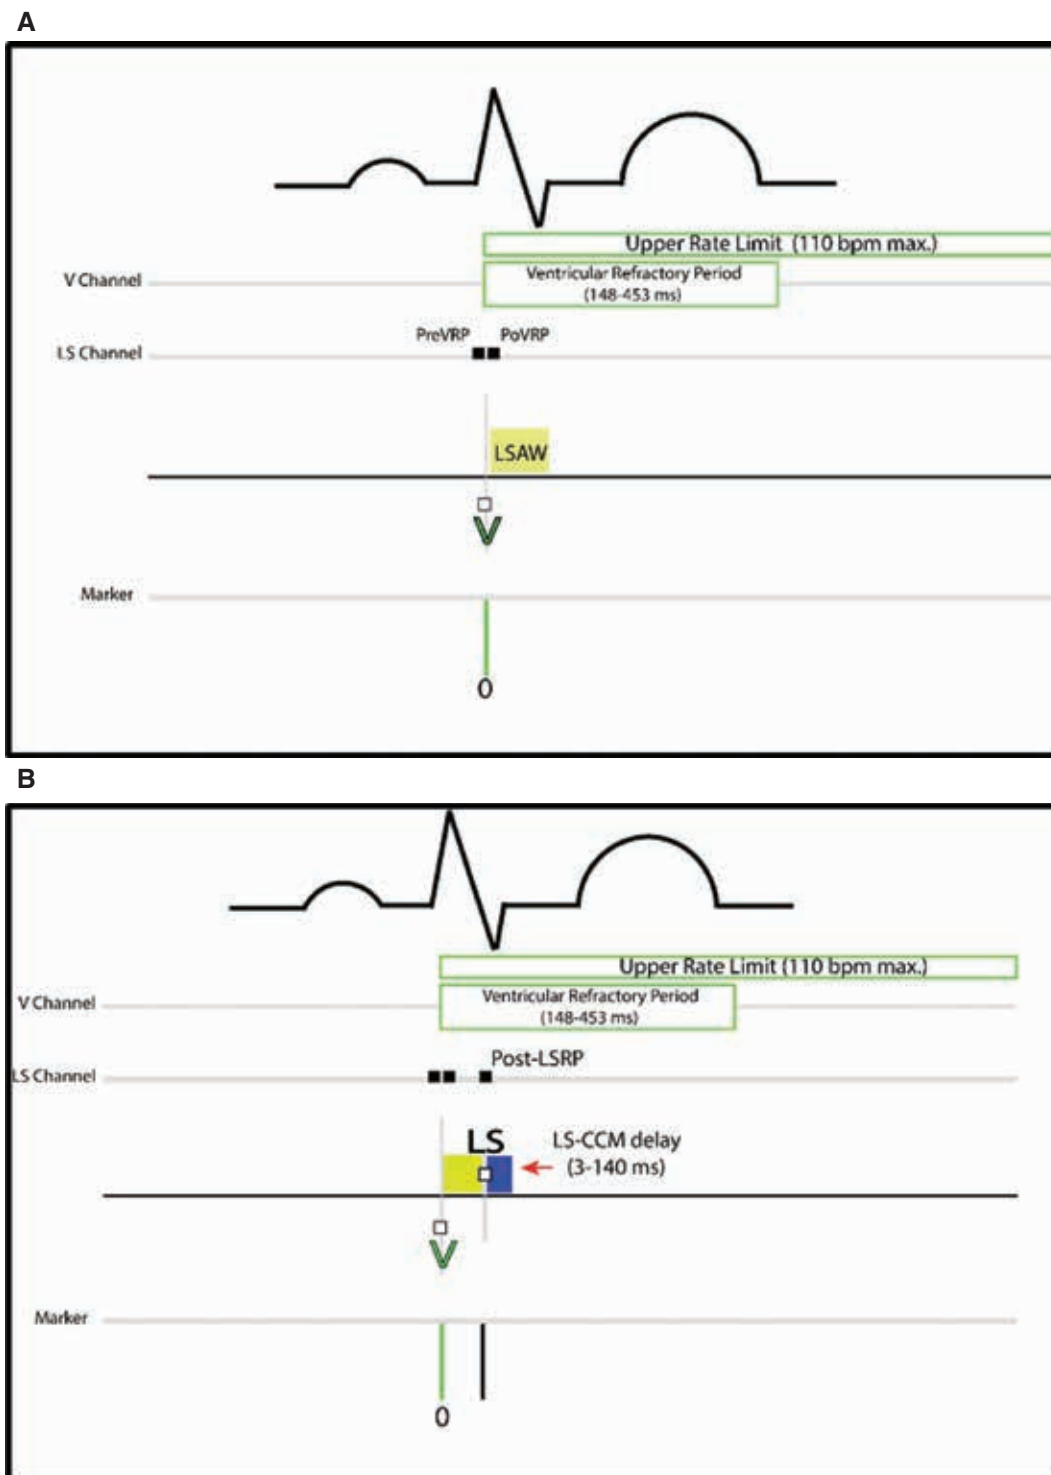 A
Upper Rate Limit (110 bpm max.)
V Channel
Ventricular Refractory Period
(148-453 ms)
PreVRP PoVRP
LS Channel
LSAW
V
Marker
0
B
Upper Rate Limit (110 bpm max.)
V Channel
Ventricular Refractory Period
(148-453 ms)
Post-LSRP
LS Channel
LS
LS-CCM delay
(3-140 ms)
V
Marker
0